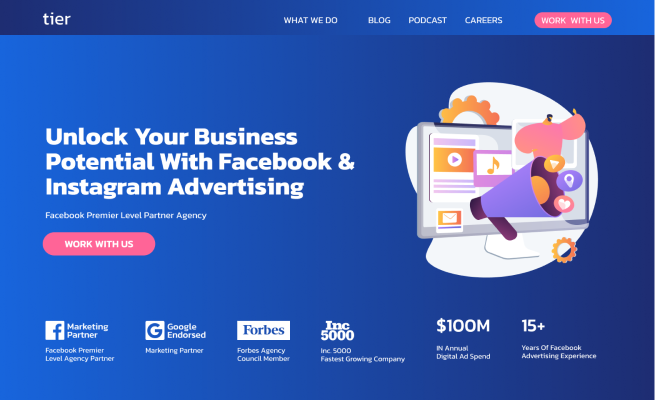 tier
WHAT WE DO BLOG PODCAST CAREERS WORK WITH US
Unlock Your Business
Potential With Facebook &
Instagram Advertising
Facebook Premier Level Partner Agency
WORK WITH US
Marketing
Partner
Facebook Premier
Level Agency Partner
Google
Endorsed
Marketing Partner
Forbes
Forbes Agency
Council Member
Inc
5000
Inc. 5000
Fastest Growing Company
$100M
IN Annual
Digital Ad Spend
15+
Years Of Facebook
Advertising Experience